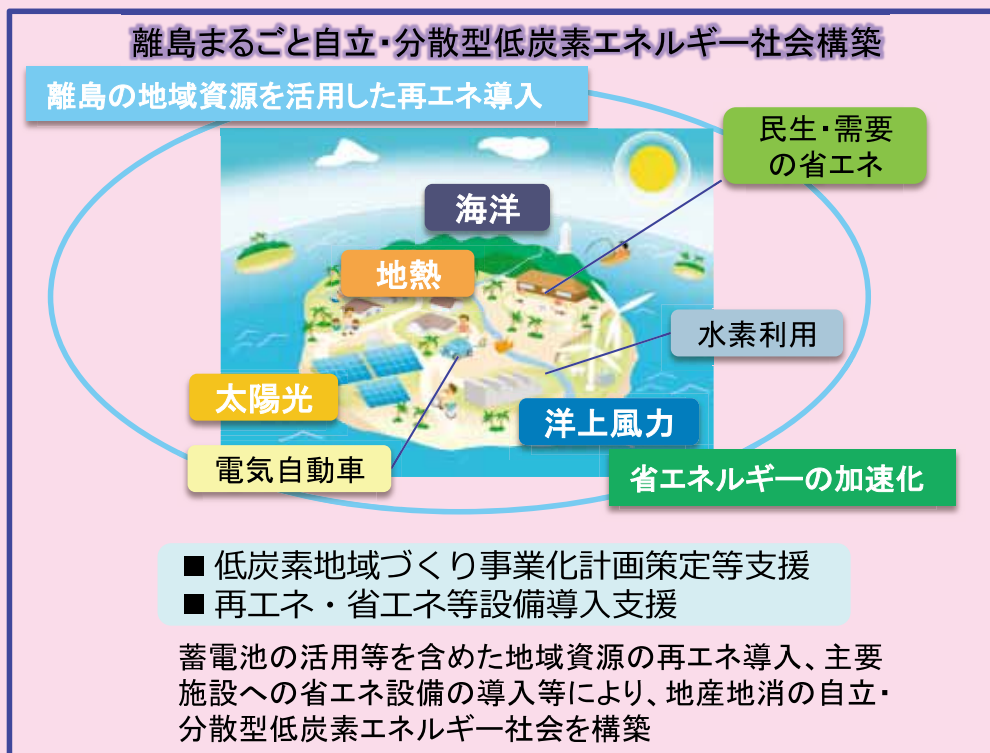 離島まるごと自立・分散型低炭素エネルギー社会構築
離島の地域資源を活用した再エネ導入
民生・需要
の省エネ
海洋
地熱
水素利用
太陽光
洋上風力
電気自動車
省エネルギーの加速化
■ 低炭素地域づくり事業化計画策定等支援
■ 再エネ・省エネ等設備導入支援
蓄電池の活用等を含めた地域資源の再エネ導入、主要
施設への省エネ設備の導入等により、地産地消の自立・
分散型低炭素エネルギー社会を構築